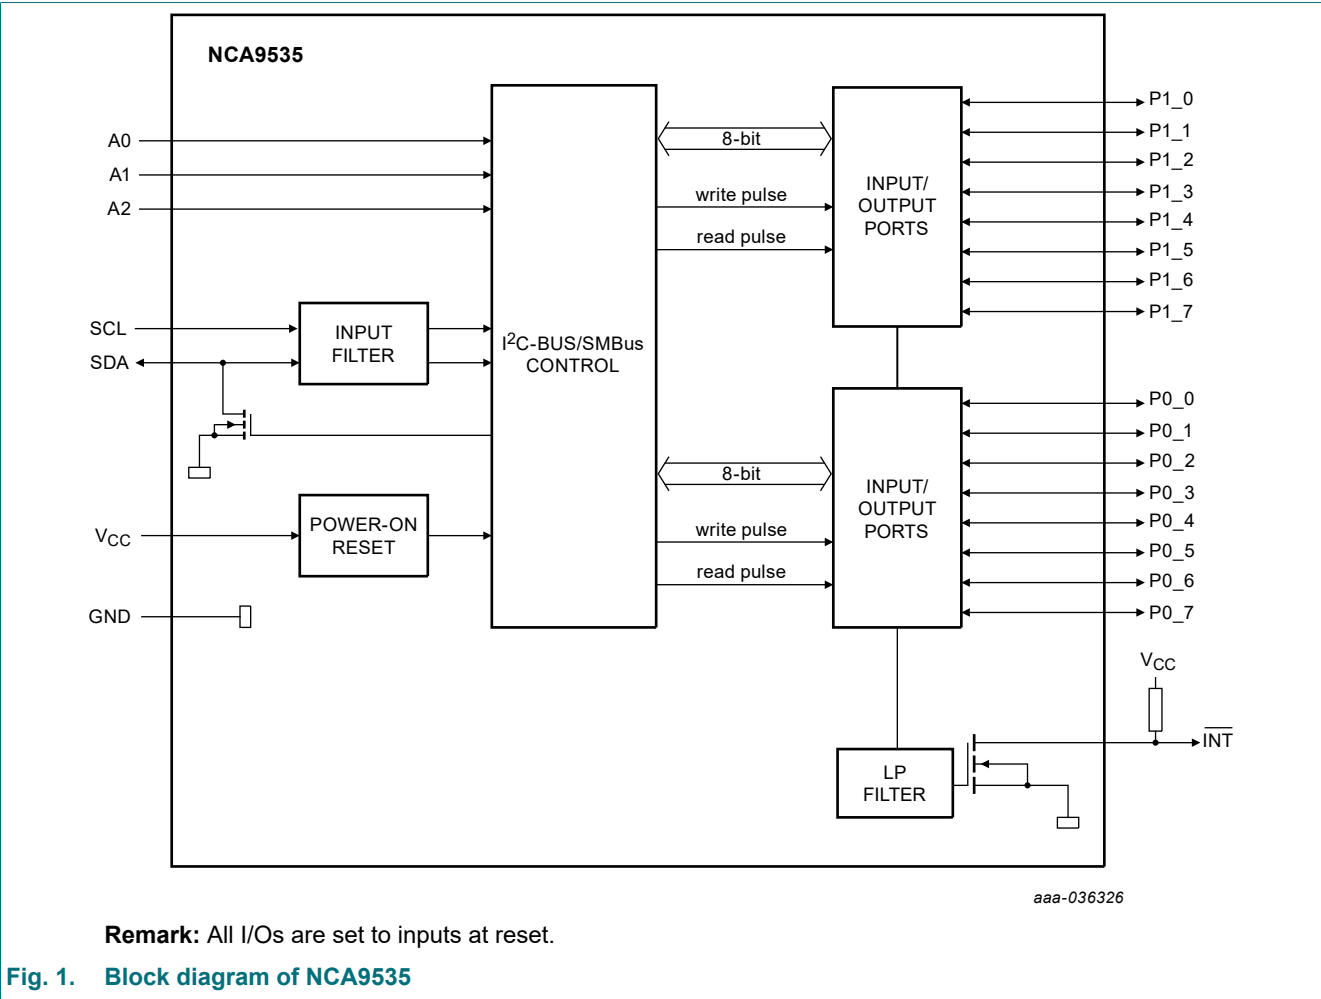 NCA9535
A0
A1
A2
SCL
SDA
VCC
GND
INPUT
FILTER
POWER-ON
RESET
I2C-BUS/SMBus
CONTROL
8-bit
write pulse
read pulse
INPUT/
OUTPUT
PORTS
P1_0
P1_1
P1_2
P1_3
P1_4
P1_5
P1_6
P1_7
8-bit
write pulse
read pulse
INPUT/
OUTPUT
PORTS
P0_0
P0_1
P0_2
P0_3
P0_4
P0_5
P0_6
P0_7
VCC
INT
LP
FILTER
aaa-036326
Remark: All I/Os are set to inputs at reset.
Fig. 1. Block diagram of NCA9535